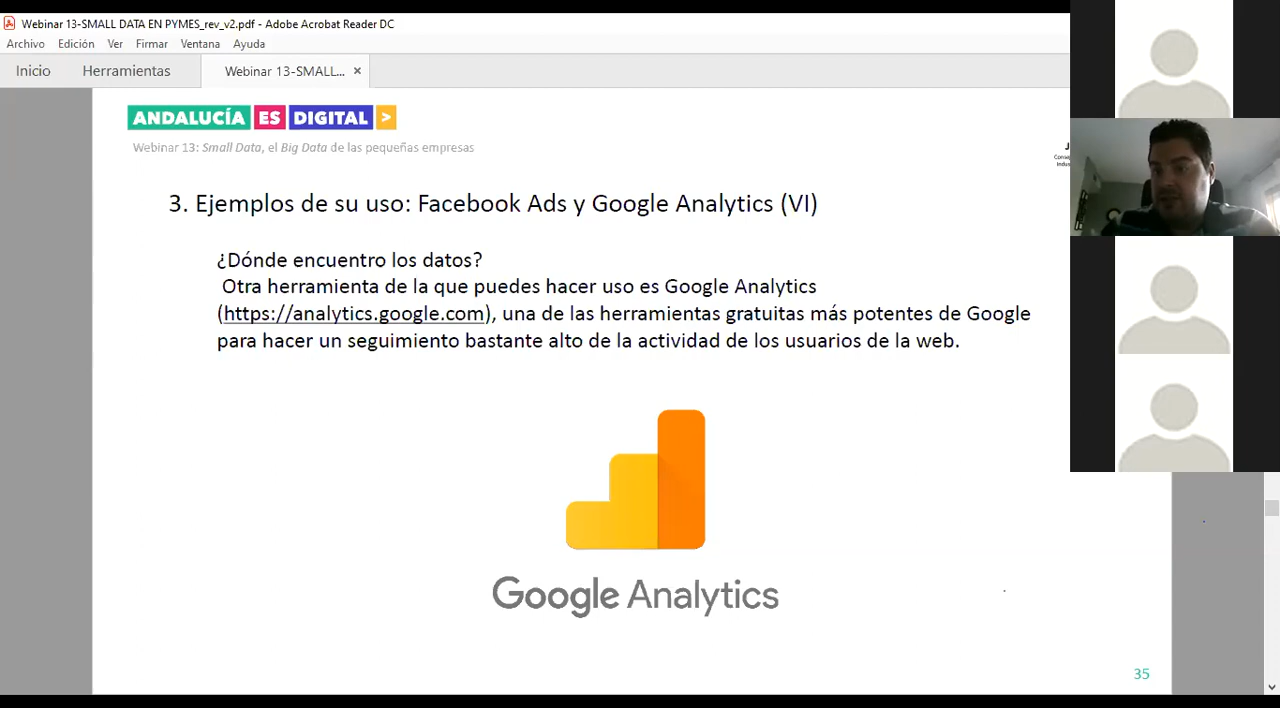 Webinar 13-SMALL DATA EN PYMES_rev_v2.pdf - Adobe Acrobat Reader DC
Archivo Edición Ver Firmar Ventana Ayuda
Inicio Herramientas Webinar 13-SMALL... ×
ANDALUCÍA ES DIGITAL >
Webinar 13: Small Data, el Big Data de las pequeñas empresas
3. Ejemplos de su uso: Facebook Ads y Google Analytics (VI)
¿Dónde encuentro los datos?
Otra herramienta de la que puedes hacer uso es Google Analytics
(https://analytics.google.com), una de las herramientas gratuitas más potentes de Google
para hacer un seguimiento bastante alto de la actividad de los usuarios de la web.
Google Analytics
35